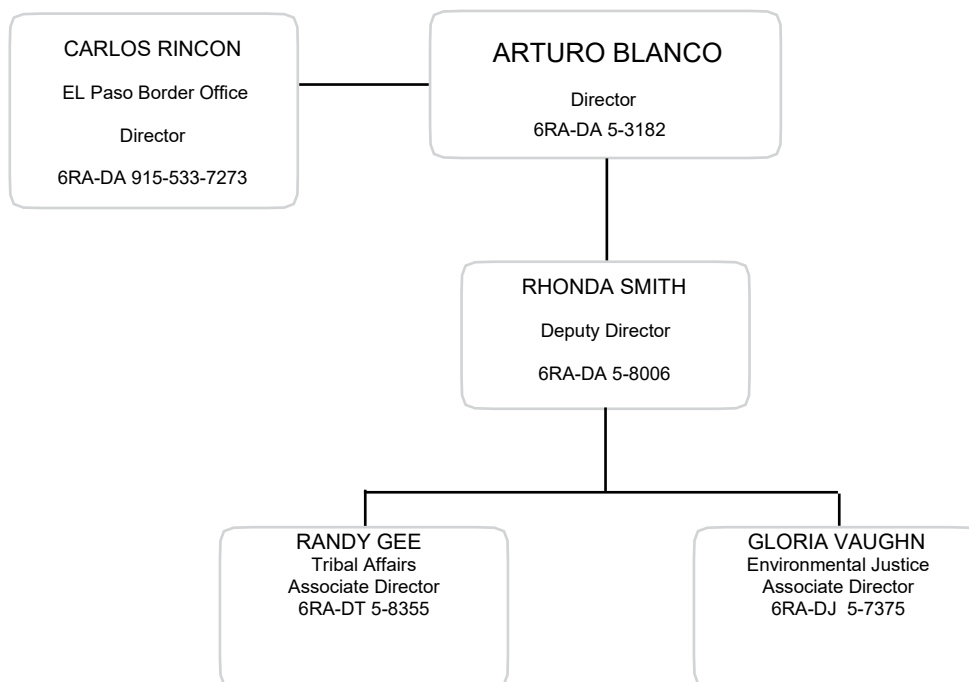 CARLOS RINCON
EL Paso Border Office
Director
6RA-DA 915-533-7273
ARTURO BLANCO
Director
6RA-DA 5-3182
RHONDA SMITH
Deputy Director
6RA-DA 5-8006
RANDY GEE
Tribal Affairs
Associate Director
6RA-DT 5-8355
GLORIA VAUGHN
Environmental Justice
Associate Director
6RA-DJ 5-7375